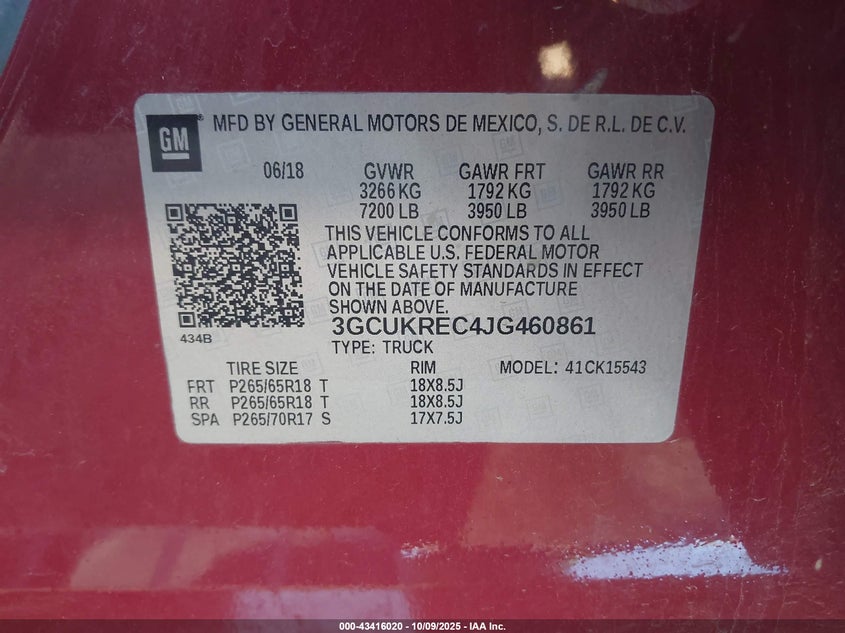 GM ® MFD BY GENERAL MOTORS DE MEXICO, S. DE R.L. DE C.V.
06/18 GVWR GAWR FRT GAWR RR
3266 KG 1792 KG 1792 KG
7200 LB 3950 LB 3950 LB
THIS VEHICLE CONFORMS TO ALL
APPLICABLE U.S. FEDERAL MOTOR
VEHICLE SAFETY STANDARDS IN EFFECT
ON THE DATE OF MANUFACTURE
SHOWN ABOVE.
434B
3GCUKREC4JG460861
TYPE: TRUCK
TIRE SIZE RIM MODEL: 41CK15543
FRT P265/65R18 T 18X8.5J
RR P265/65R18 T 18X8.5J
SPA P265/70R17 S 17X7.5J
000-43416020 - 10/09/2025 - IAA Inc.